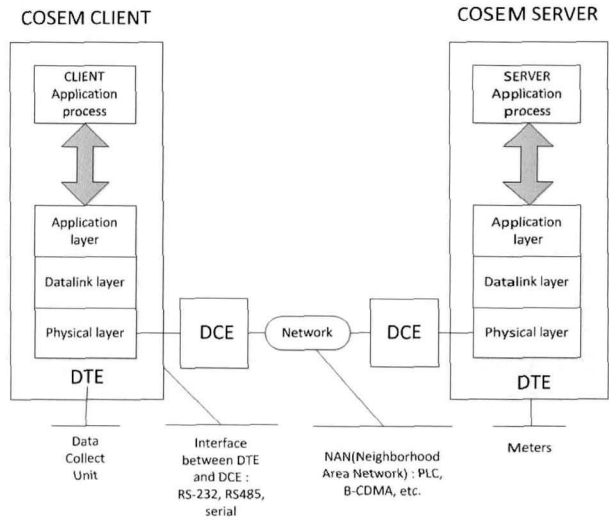 COSEM CLIENT
COSEM SERVER
CLIENT
Application
process
SERVER
Application
process
Application
layer
Application
layer
Datalink layer
Datalink layer
Physical layer
DCE
Network
DCE
Physical layer
DTE
DTE
Data
Collect
Unit
Interface
between DTE
and DCE :
RS-232, RS485,
serial
NAN(Neighborhood
Area Network) : PLC,
B-CDMA, etc.
Meters